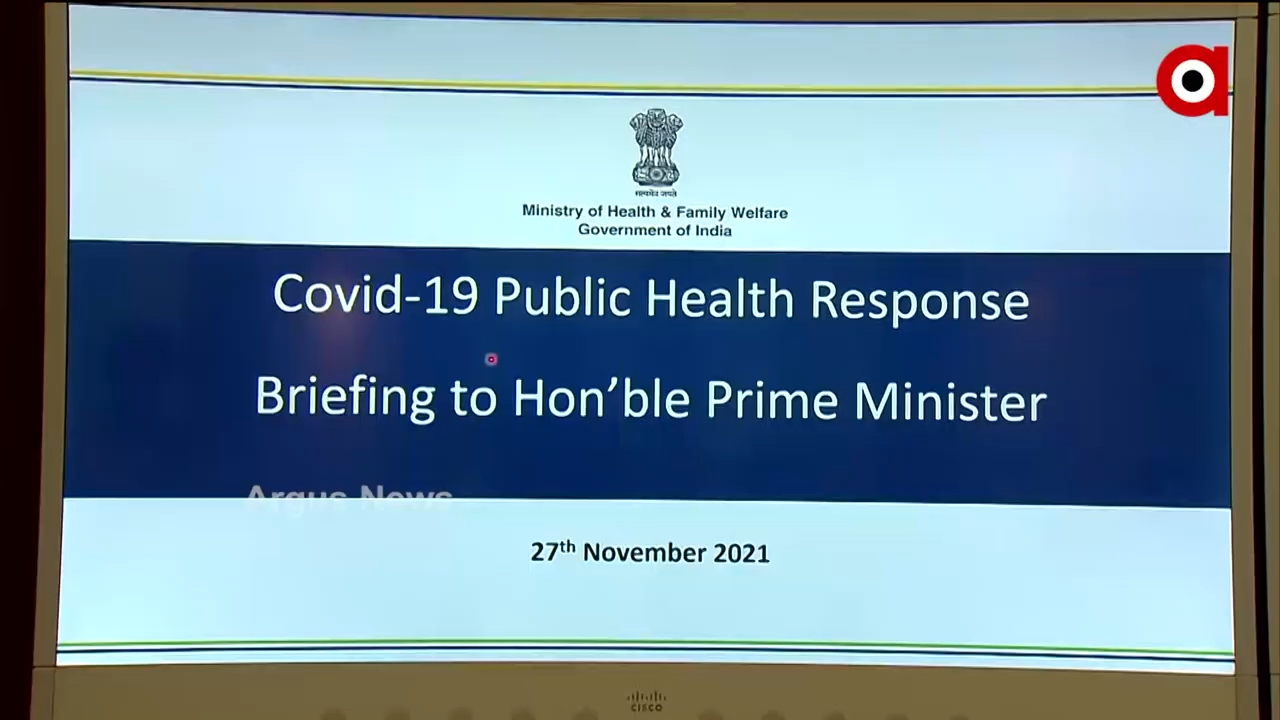 सत्यमेव जयते
Ministry of Health & Family Welfare
Government of India
Covid-19 Public Health Response
Briefing to Hon’ble Prime Minister
Argus News
27th November 2021
CISCO